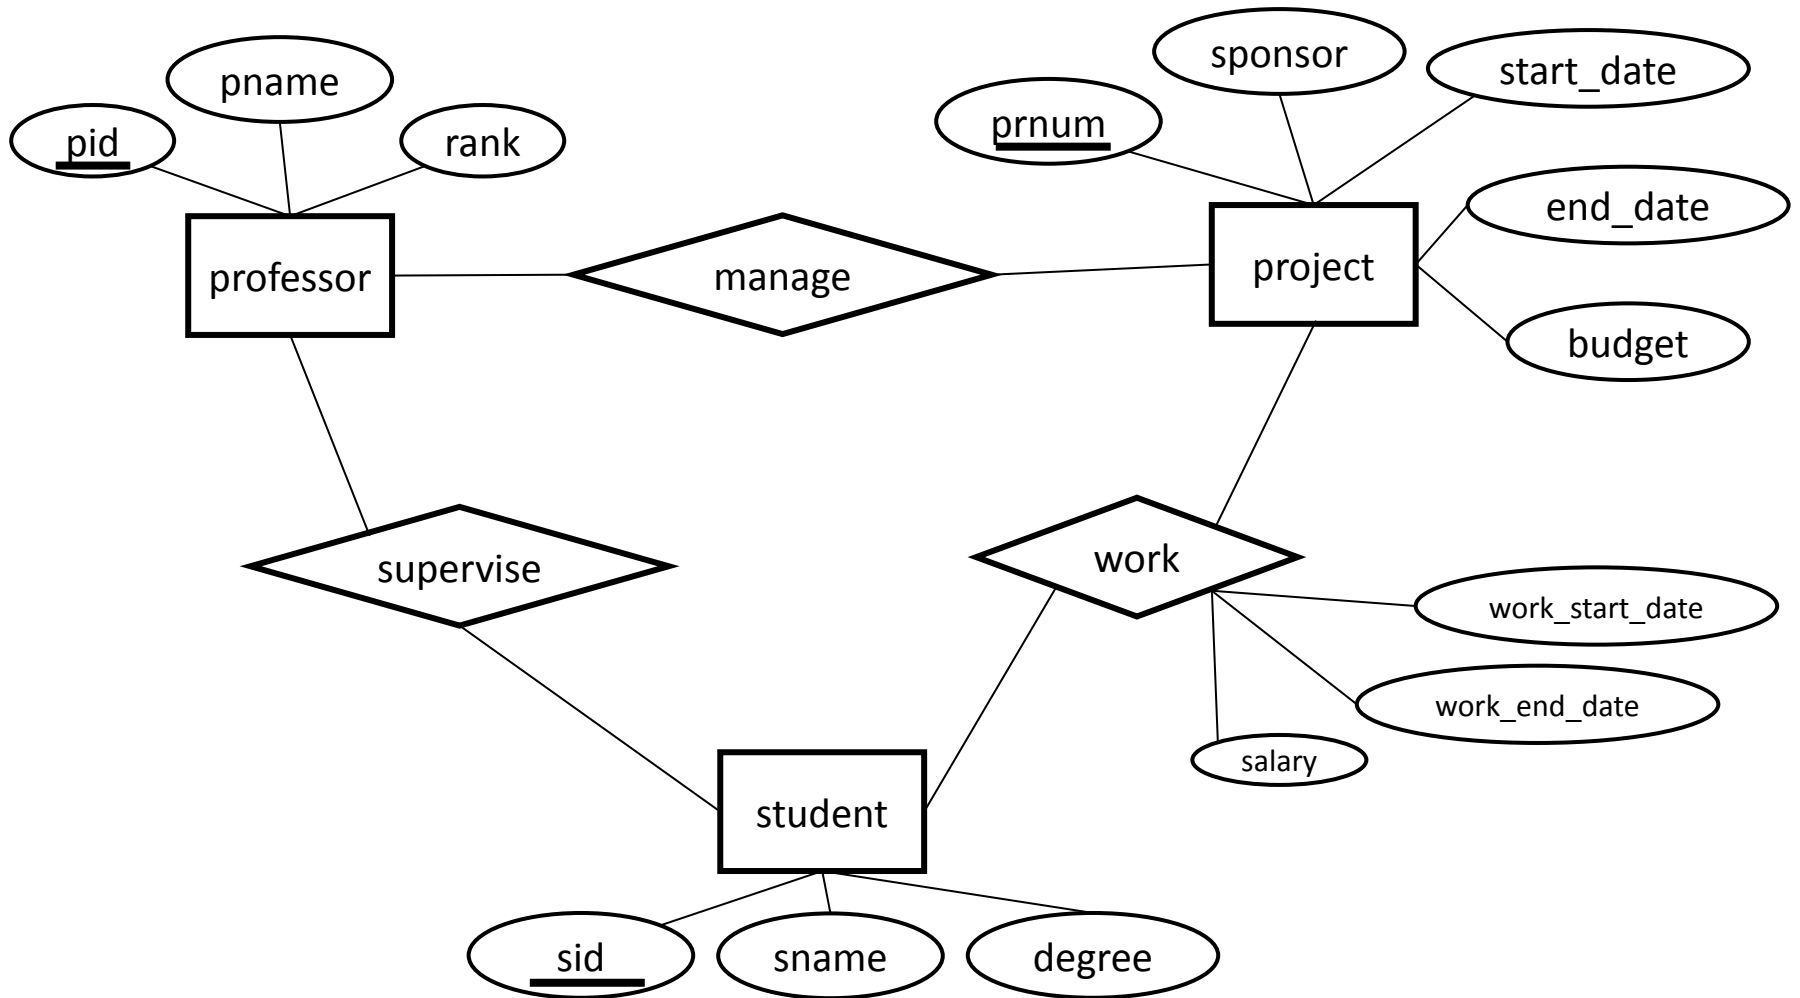 sponsor
start_date
pname
prnum
pid
rank
end_date
professor
manage
project
budget
supervise
work
work_start_date
work_end_date
salary
student
sid
sname
degree